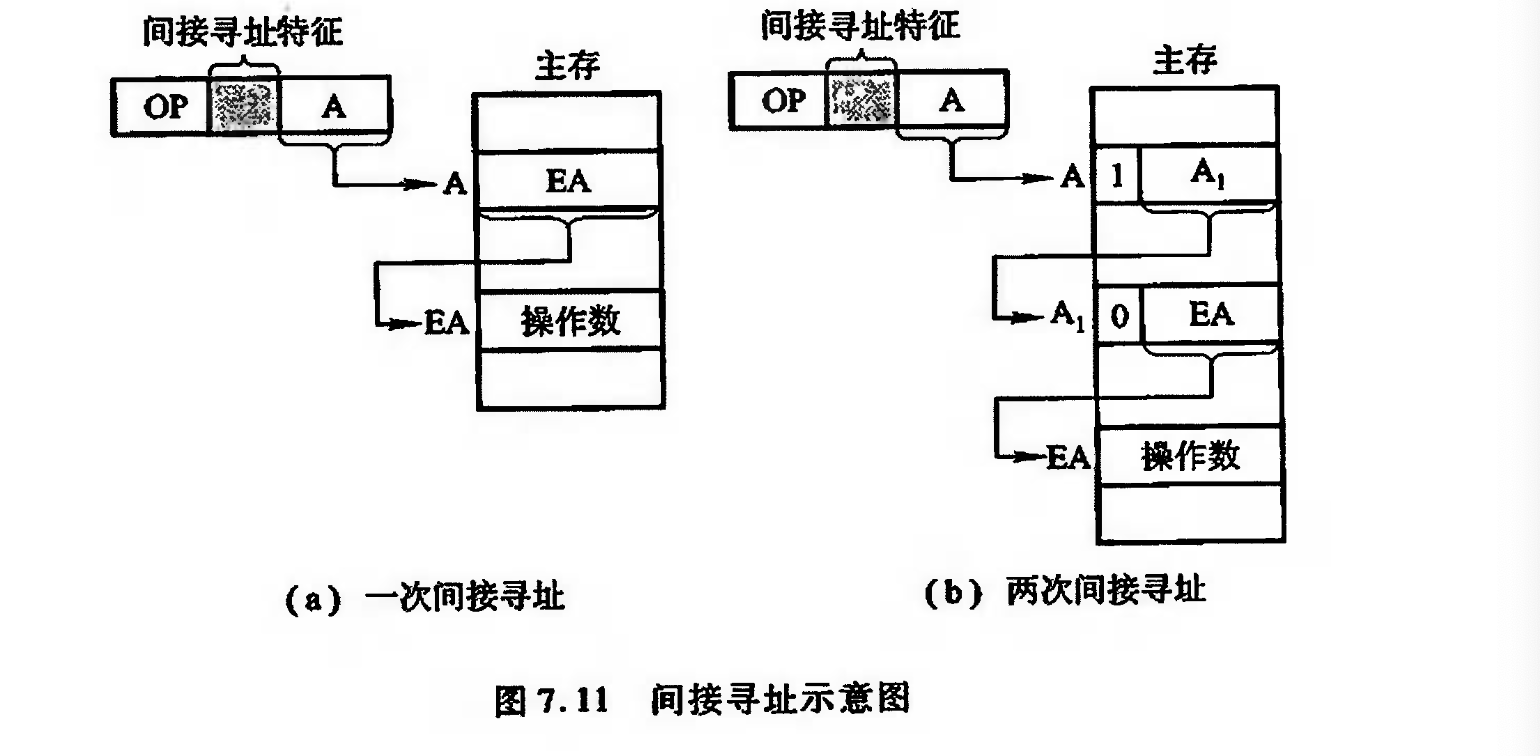 间接寻址特征
主存
OP A
A EA
EA 操作数
(a) 一次间接寻址
间接寻址特征
主存
OP A
A 1 A₁
A₁ 0 EA
EA 操作数
(b) 两次间接寻址
图 7.11 间接寻址示意图